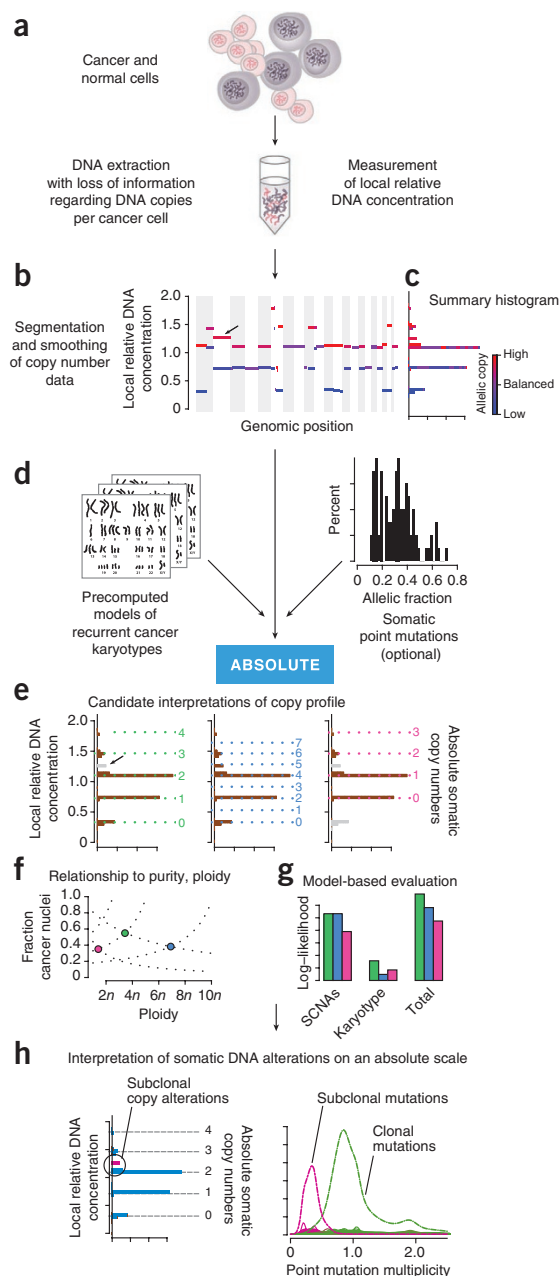 a
Cancer and
normal cells
DNA extraction
with loss of information
regarding DNA copies
per cancer cell
Measurement
of local relative
DNA concentration
b
Segmentation
and smoothing
of copy number
data
Local relative DNA
concentration
2.0
1.5
1.0
0.5
0
Genomic position
c
Summary histogram
Allelic copy
High
Balanced
Low
d
Precomputed
models of
recurrent cancer
karyotypes
Percent
0 0.2 0.4 0.6 0.8
Allelic fraction
Somatic
point mutations
(optional)
ABSOLUTE
e
Candidate interpretations of copy profile
Local relative DNA
concentration
2.0
1.5
1.0
0.5
0
4
3
2
1
0
7
6
5
4
3
2
1
0
3
2
1
0
Absolute somatic
copy numbers
f
Relationship to purity, ploidy
Fraction
cancer nuclei
1.0
0.8
0.6
0.4
0.2
0
2n 4n 6n 8n 10n
Ploidy
g
Model-based evaluation
Log–likelihood
SCNAs
Karyotype
Total
h
Interpretation of somatic DNA alterations on an absolute scale
Subclonal
copy alterations
Local relative DNA
concentration
4
3
2
1
0
Absolute somatic
copy numbers
Subclonal mutations
Clonal
mutations
0 1.0 2.0
Point mutation multiplicity